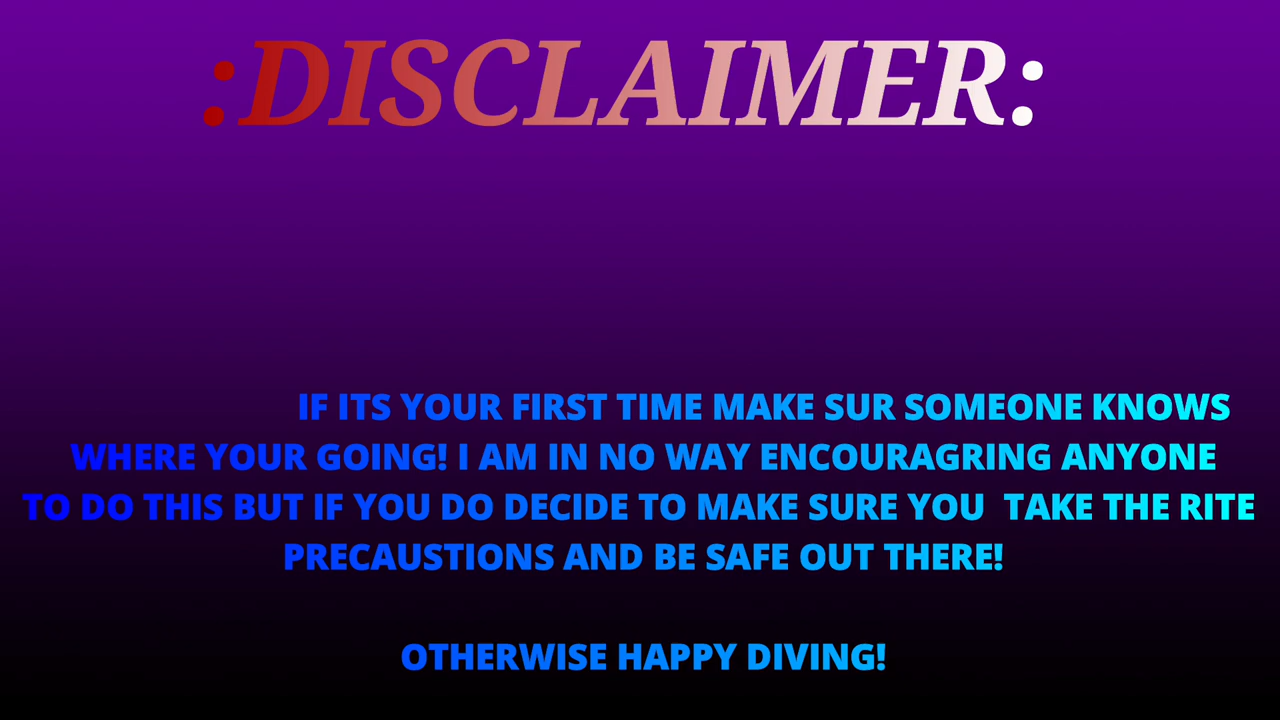 :DISCLAIMER:
IF ITS YOUR FIRST TIME MAKE SUR SOMEONE KNOWS
WHERE YOUR GOING! I AM IN NO WAY ENCOURAGRING ANYONE
TO DO THIS BUT IF YOU DO DECIDE TO MAKE SURE YOU  TAKE THE RITE
PRECAUSTIONS AND BE SAFE OUT THERE!
OTHERWISE HAPPY DIVING!